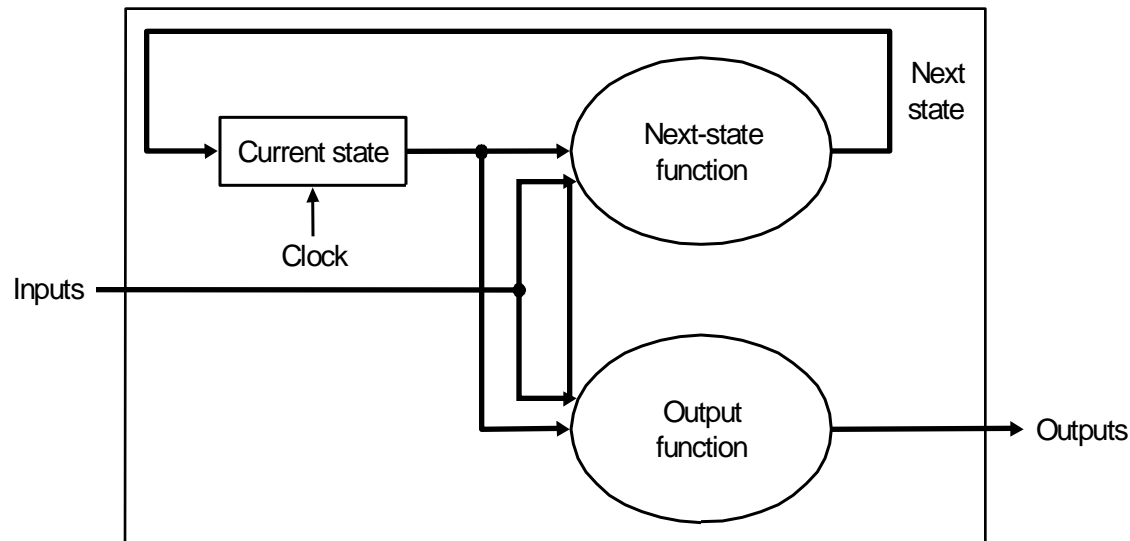 Next
state
Next-state
function
Current state
Clock
Inputs
Output
function
Outputs